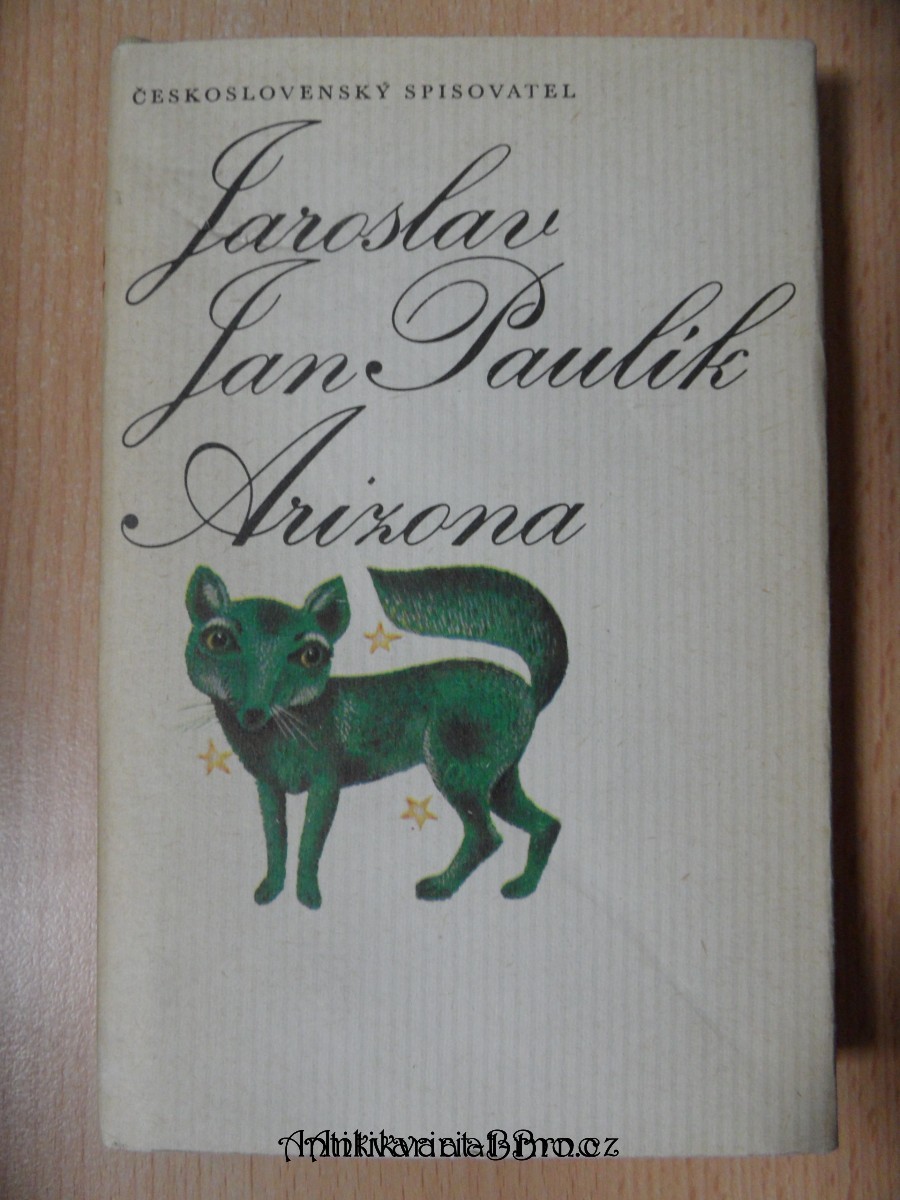 ČESKOSLOVENSKÝ SPISOVATEL
Jaroslav
Jan Paulík
Arizona